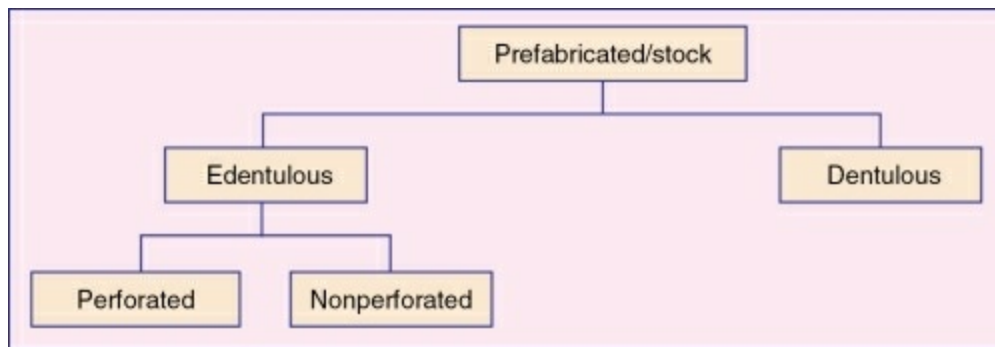 Prefabricated/stock
Edentulous
Dentulous
Perforated
Nonperforated